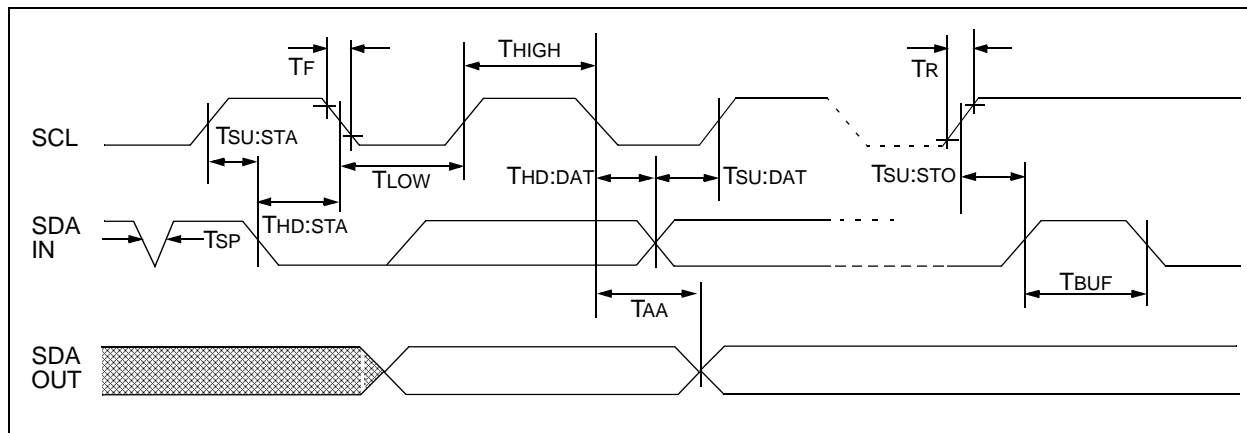 TF
THIGH
TR
SCL
TSU:STA
TLOW
THD:DAT
TSU:DAT
TSU:STO
SDA
IN
TSP
THD:STA
TBUF
TAA
SDA
OUT